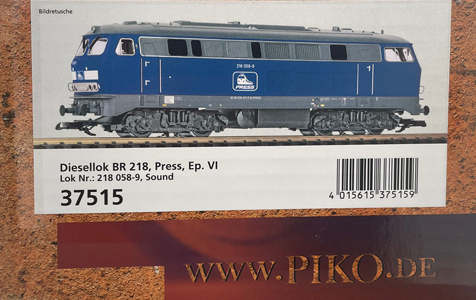 Bildretusche
218 058-9
PRESS
Diesellok BR 218, Press, Ep. VI
Lok Nr.: 218 058-9, Sound
37515
4 015615 375159
WWW.PIKO.DE